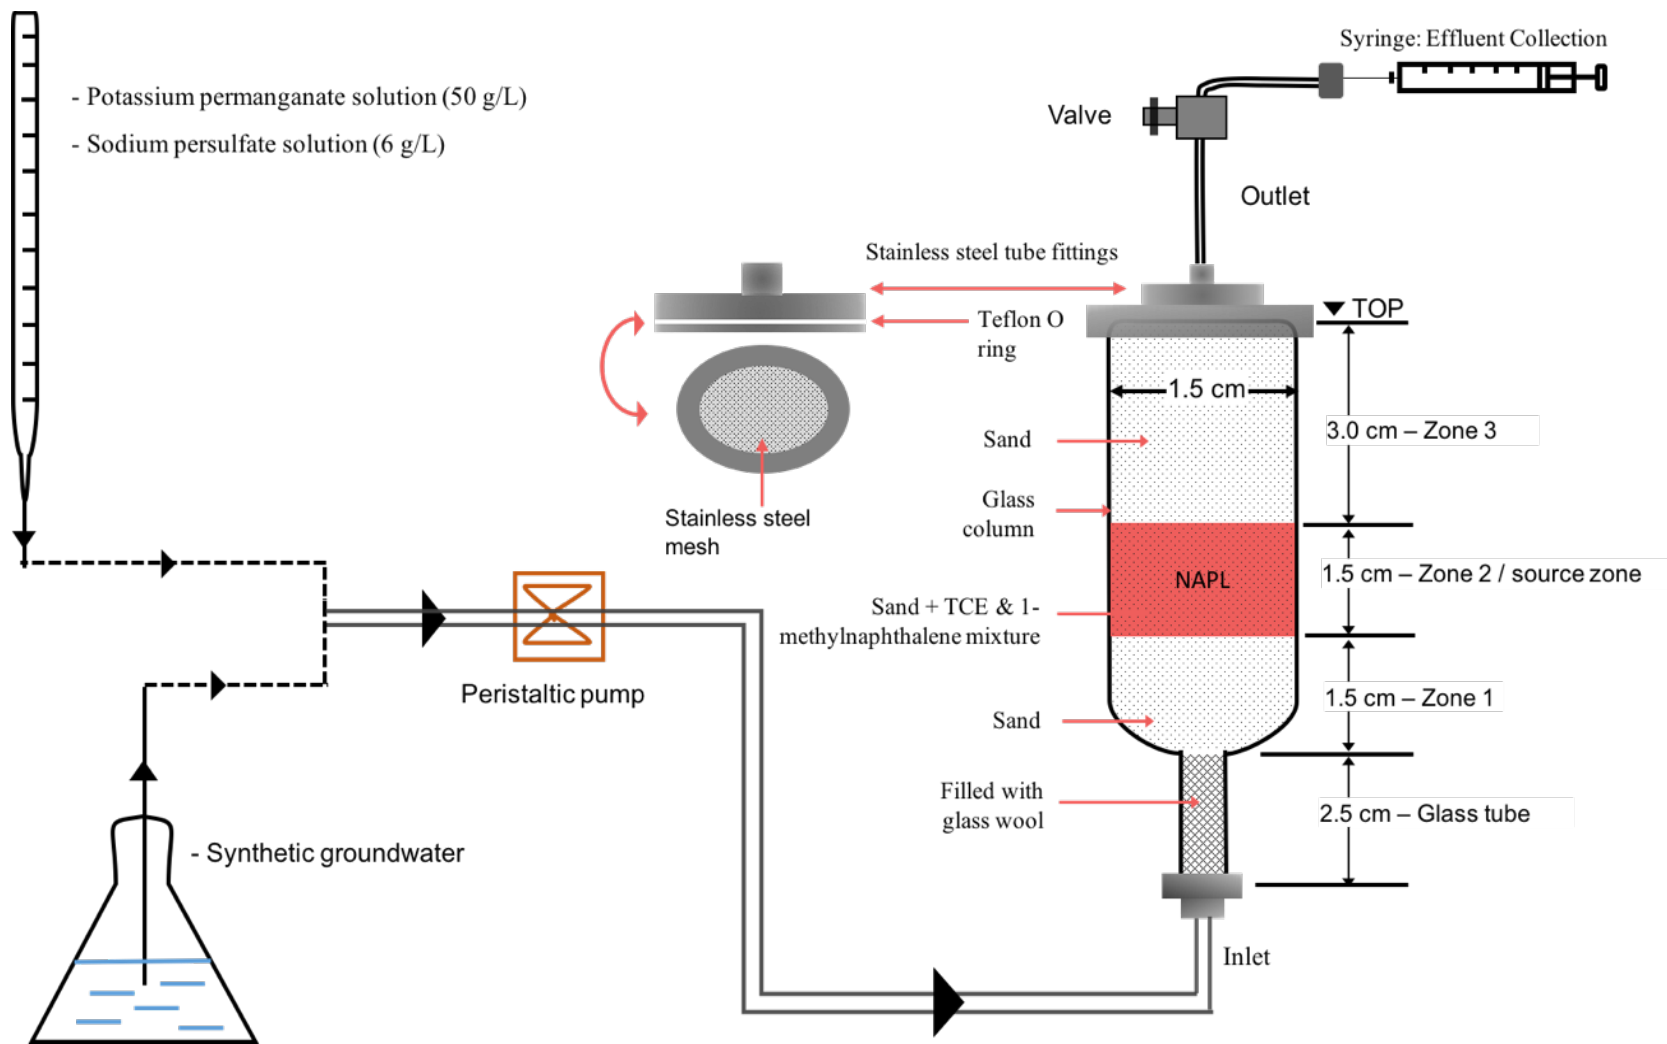 Syringe: Effluent Collection
- Potassium permanganate solution (50 g/L)
- Sodium persulfate solution (6 g/L)
Valve
Outlet
Stainless steel tube fittings
TOP
Teflon O
ring
1.5 cm
3.0 cm – Zone 3
Sand
Glass
column
Stainless steel
mesh
NAPL
1.5 cm – Zone 2 / source zone
Sand + TCE & 1-
methylnaphthalene mixture
Peristaltic pump
1.5 cm – Zone 1
Sand
Filled with
glass wool
2.5 cm – Glass tube
- Synthetic groundwater
Inlet